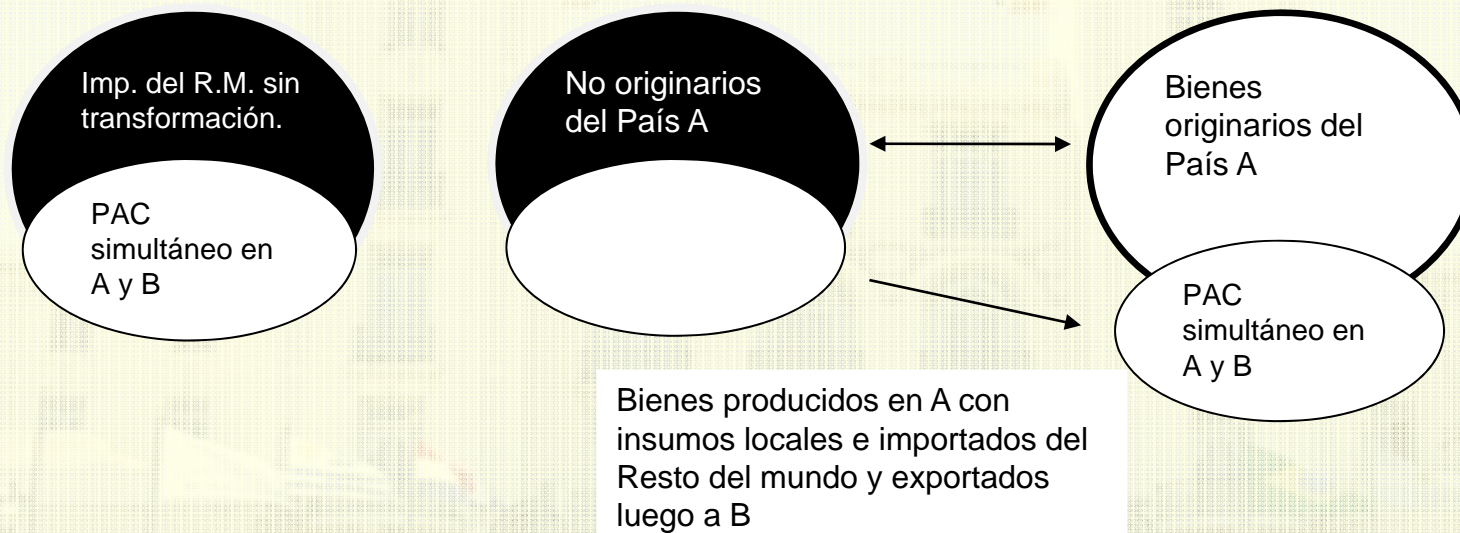 Imp. del R.M. sin
transformación.
PAC
simultáneo en
A y B
No originarios
del País A
Bienes
originarios del
País A
PAC
simultáneo en
A y B
Bienes producidos en A con
insumos locales e importados del
Resto del mundo y exportados
luego a B